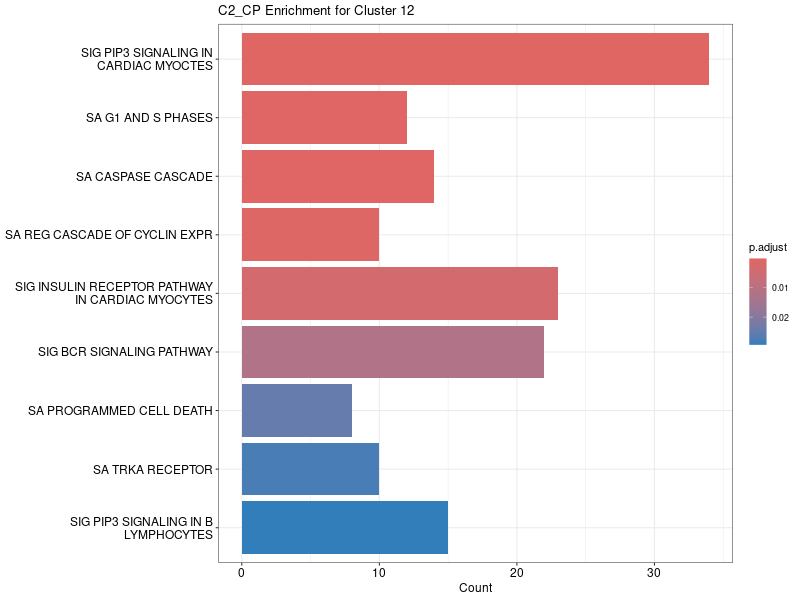 C2_CP Enrichment for Cluster 12
SIG PIP3 SIGNALING IN
CARDIAC MYOCTES
SA G1 AND S PHASES
SA CASPASE CASCADE
SA REG CASCADE OF CYCLIN EXPR
SIG INSULIN RECEPTOR PATHWAY
IN CARDIAC MYOCYTES
SIG BCR SIGNALING PATHWAY
SA PROGRAMMED CELL DEATH
SA TRKA RECEPTOR
SIG PIP3 SIGNALING IN B
LYMPHOCYTES
0 10 20 30
Count
p.adjust
0.01
0.02